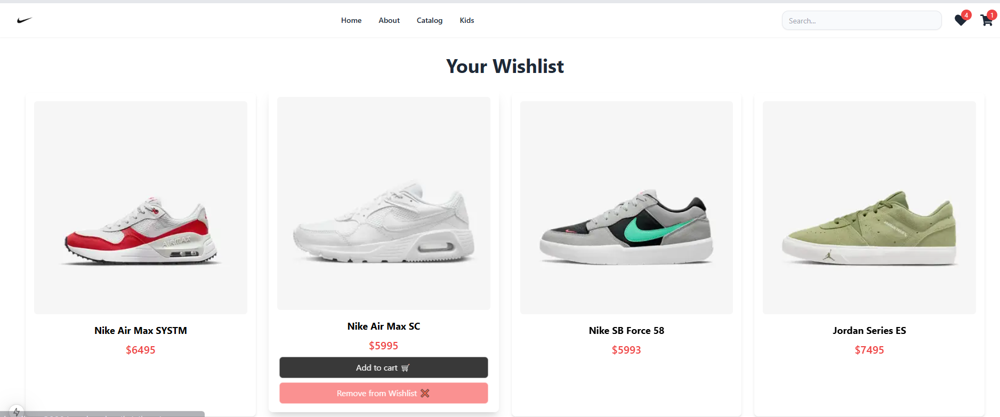 Home About Catalog Kids
Search...
4
1
Your Wishlist
Nike Air Max SYSTM
$6495
Nike Air Max SC
$5995
Add to cart
Remove from Wishlist
Nike SB Force 58
$5993
Jordan Series ES
$7495
AIRMAX